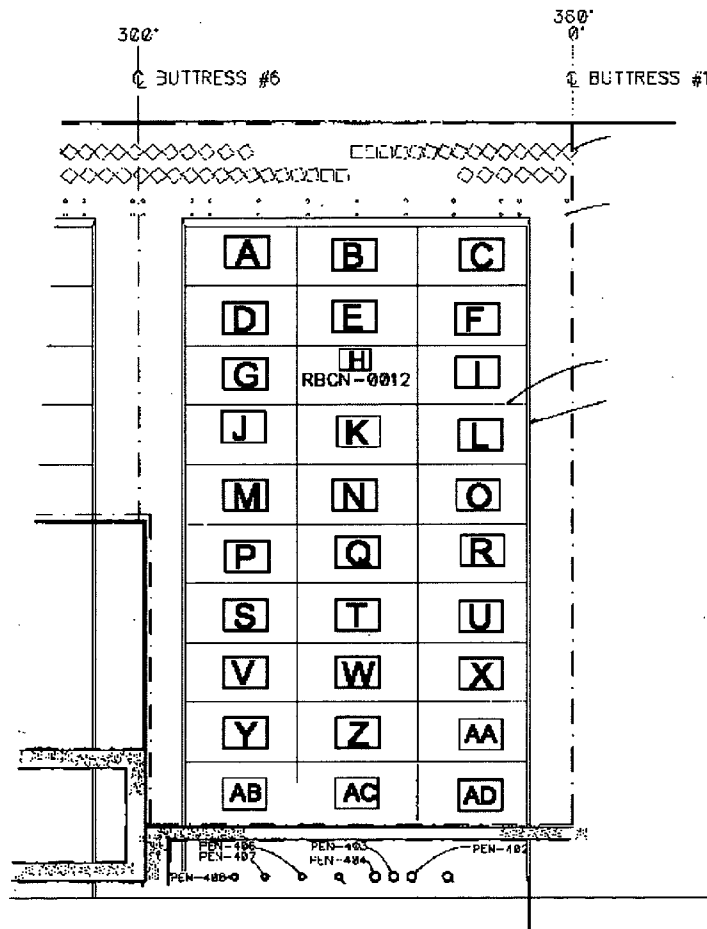 300°
360°
0°
℄ BUTTRESS #6
℄ BUTTRESS #1
A B C
D E F
G H I
RBCN-0012
J K L
M N O
P Q R
S T U
V W X
Y Z AA
AB AC AD
PEN-406 PEN-403 PEN-402
PEN-407 PEN-404
PEN-408